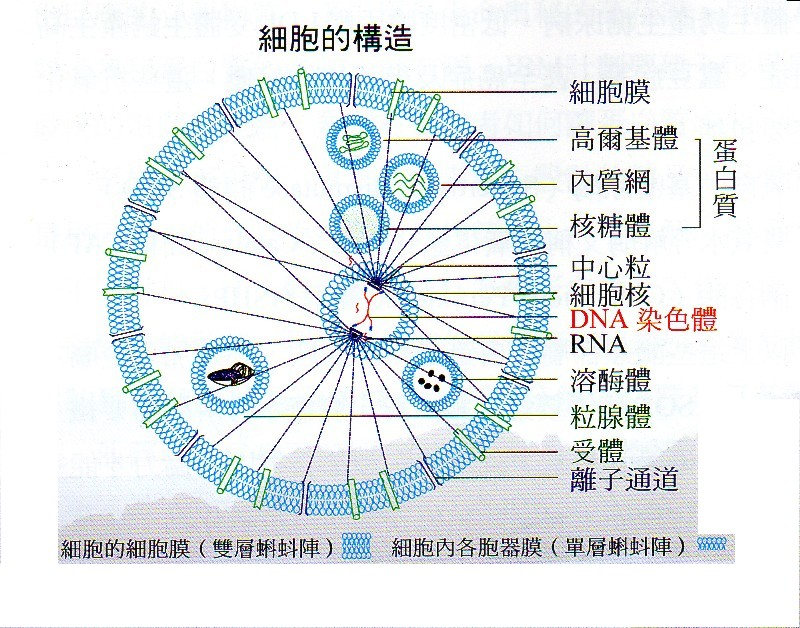 細胞的構造
細胞膜
高爾基體
內質網
核糖體
蛋白質
中心粒
細胞核
DNA 染色體
RNA
溶酶體
粒腺體
受體
離子通道
細胞的細胞膜（雙層蝌蚪陣）
細胞內各胞器膜（單層蝌蚪陣）